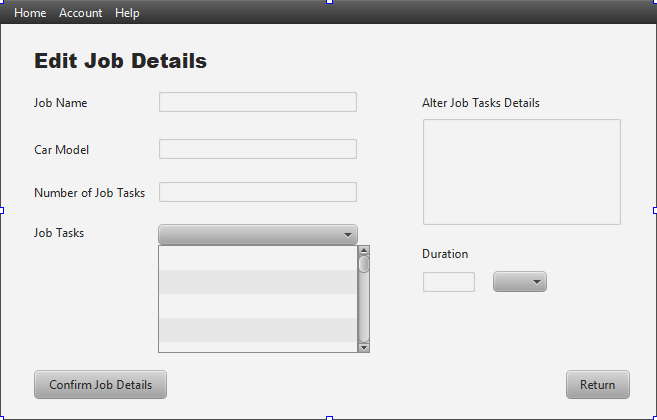 Home Account Help
Edit Job Details
Job Name
Car Model
Number of Job Tasks
Job Tasks
Alter Job Tasks Details
Duration
Confirm Job Details
Return